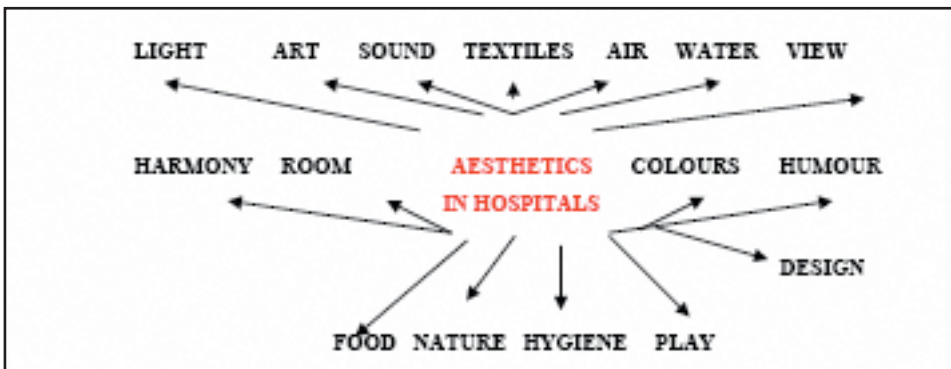 LIGHT ART SOUND TEXTILES AIR WATER VIEW
HARMONY ROOM AESTHETICS COLOURS HUMOUR
IN HOSPITALS
DESIGN
FOOD NATURE HYGIENE PLAY